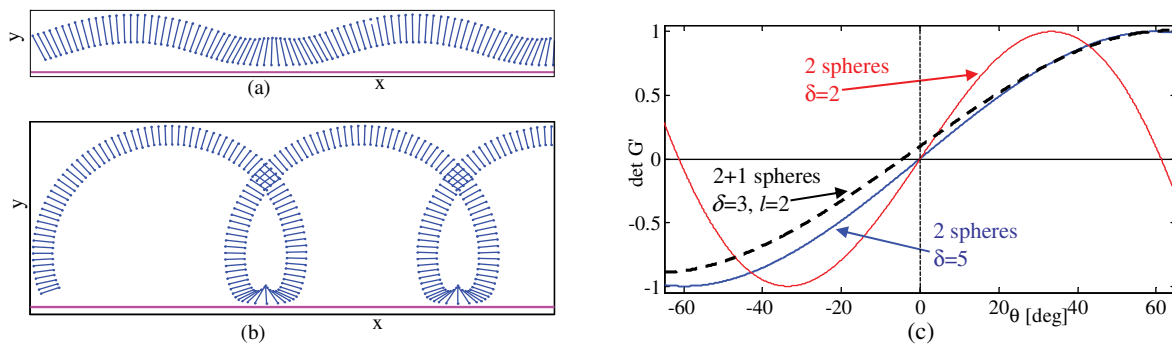 y
x
(a)
y
x
(b)
det G'
1
0.5
0
-0.5
-1
-60
-40
-20
0
20
40
60
θ [deg]
2 spheres
δ=2
2+1 spheres
δ=3, l=2
2 spheres
δ=5
(c)